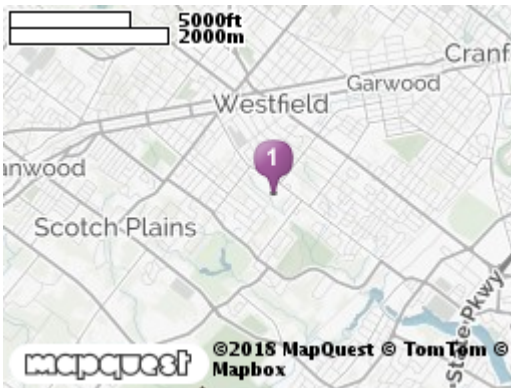 5000ft
2000m
Cranf
Garwood
Westfield
1
anwood
Scotch Plains
State Pkwy
mapquest
©2018 MapQuest © TomTom ©
Mapbox